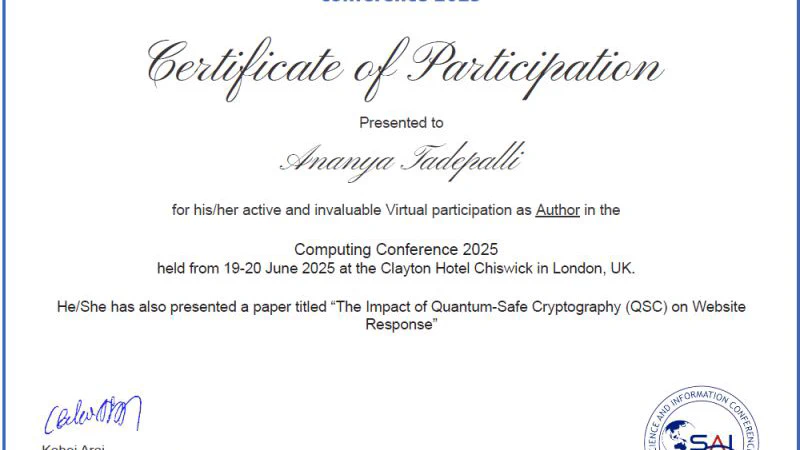 Conference 2025
Certificate of Participation
Presented to
Ananya Tadepalli
for his/her active and invaluable Virtual participation as Author in the
Computing Conference 2025
held from 19-20 June 2025 at the Clayton Hotel Chiswick in London, UK.
He/She has also presented a paper titled “The Impact of Quantum-Safe Cryptography (QSC) on Website
Response”
Kohei Arai
SCIENCE AND INFORMATION CONFERENCE
SAI